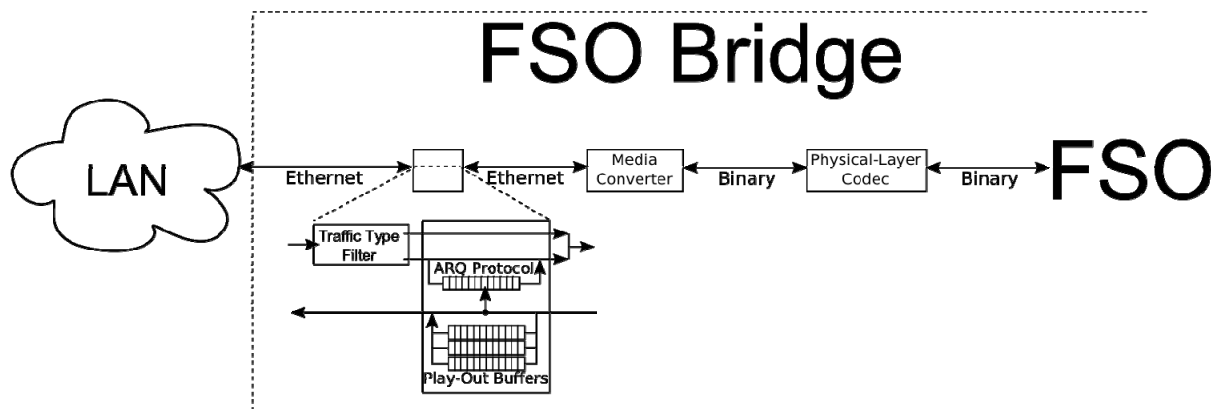 FSO Bridge
LAN
Ethernet
Ethernet
Media
Converter
Binary
Physical-Layer
Codec
Binary
FSO
Traffic Type
Filter
ARQ Protocol
Play-Out Buffers